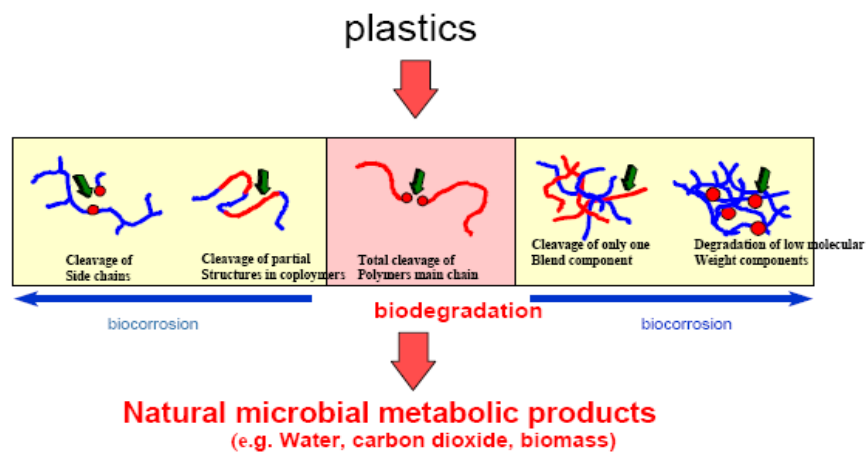 plastics
Cleavage of
Side chains
Cleavage of partial
Structures in coploymers
Total cleavage of
Polymers main chain
Cleavage of only one
Blend component
Degradation of low molecular
Weight components
biocorrosion
biodegradation
biocorrosion
Natural microbial metabolic products
(e.g. Water, carbon dioxide, biomass)